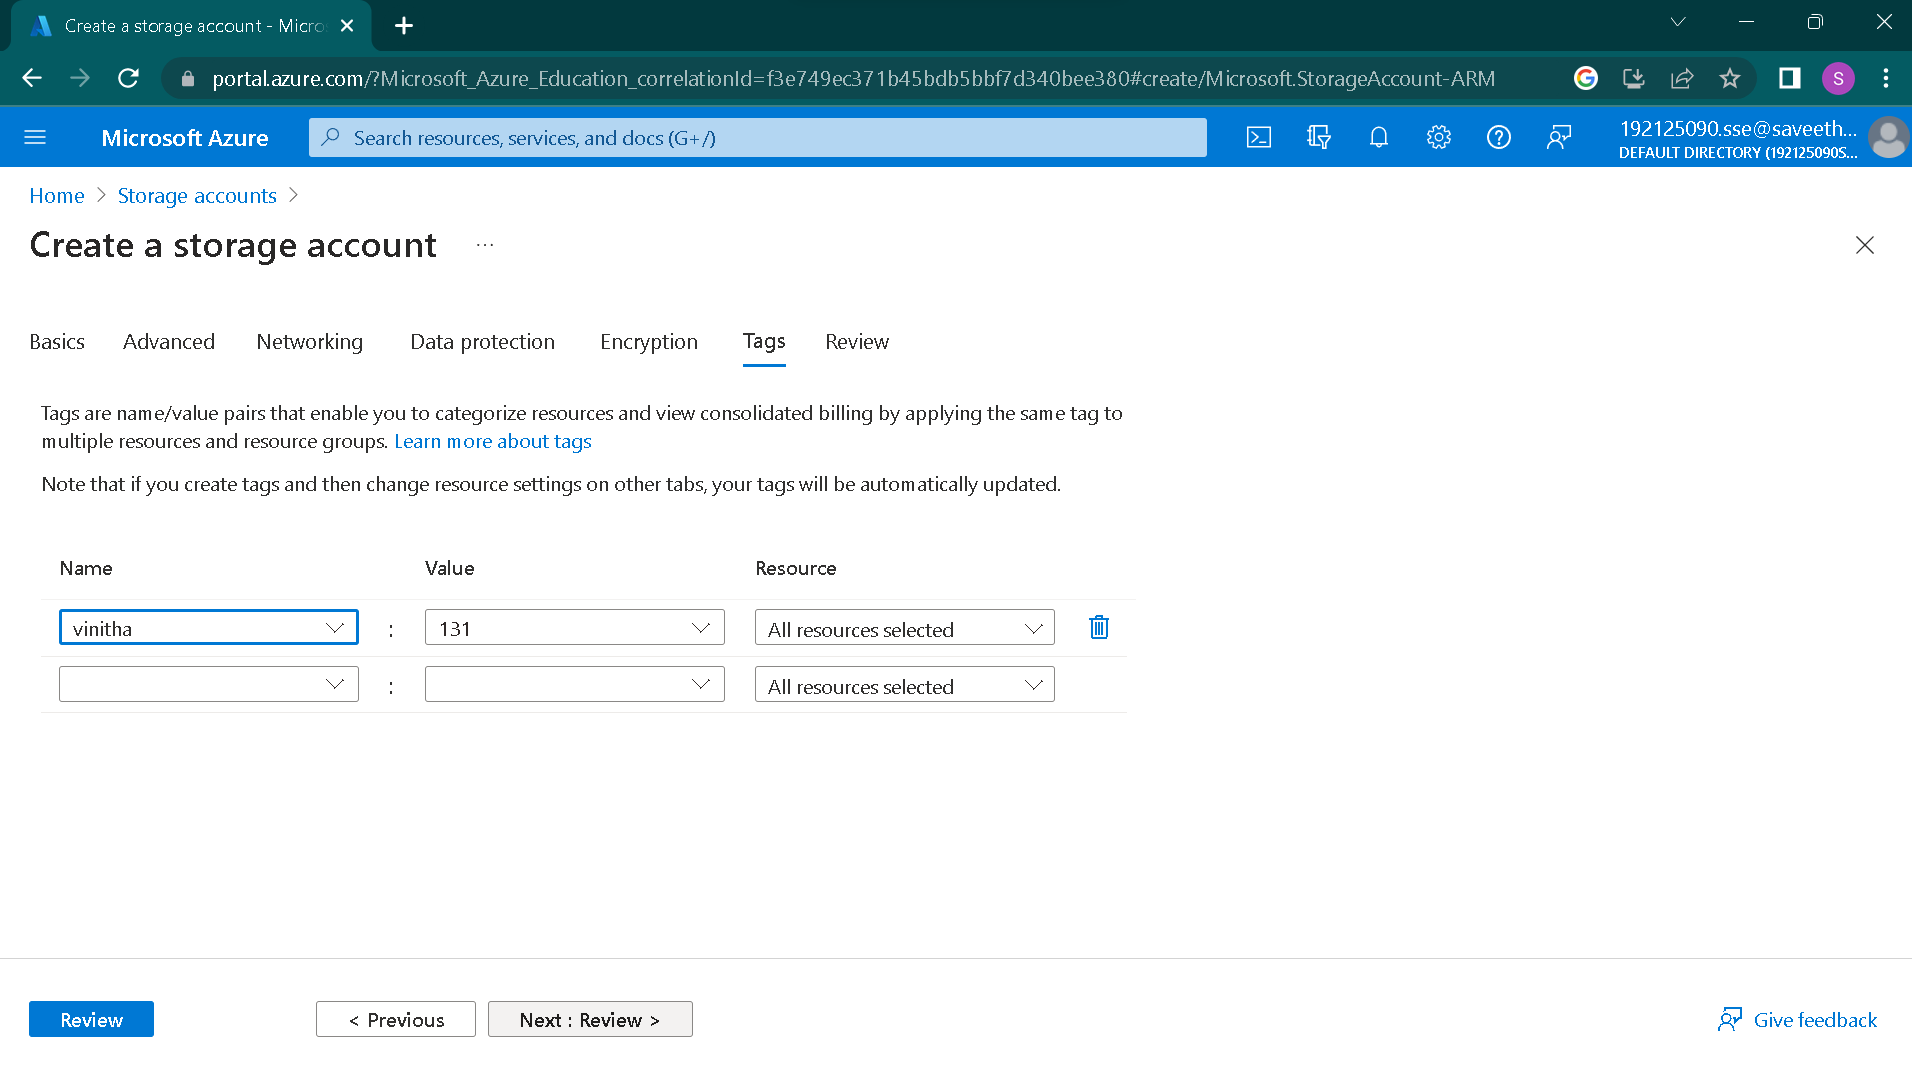 Create a storage account - Micro
portal.azure.com/?Microsoft_Azure_Education_correlationId=f3e749ec371b45bdb5bbf7d340bee380#create/Microsoft.StorageAccount-ARM
S
Microsoft Azure
Search resources, services, and docs (G+/)
192125090.sse@saveeth...
DEFAULT DIRECTORY (192125090S...
Home > Storage accounts >
Create a storage account ...
Basics Advanced Networking Data protection Encryption Tags Review
Tags are name/value pairs that enable you to categorize resources and view consolidated billing by applying the same tag to
multiple resources and resource groups. Learn more about tags
Note that if you create tags and then change resource settings on other tabs, your tags will be automatically updated.
Name Value Resource
vinitha : 131 All resources selected
: All resources selected
Review < Previous Next : Review > Give feedback